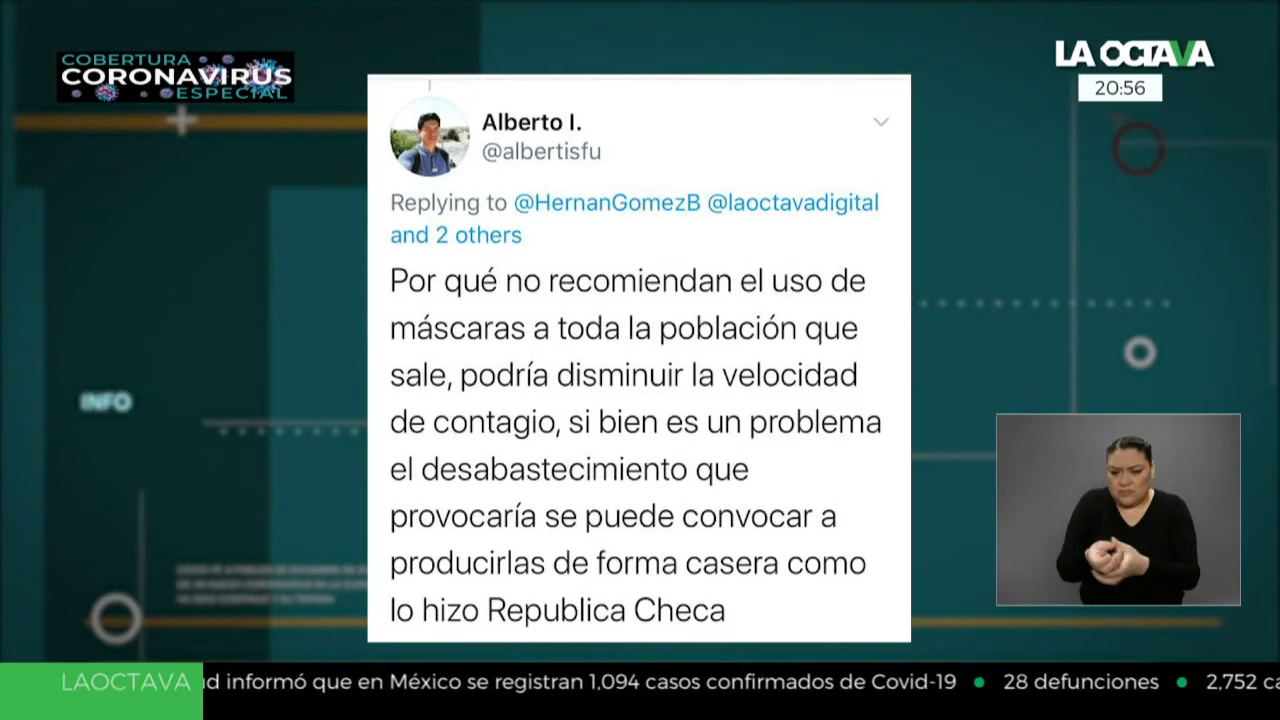 COBERTURA
CORONAVIRUS
ESPECIAL
LA OCTAVA
20:56
Alberto I.
@albertisfu
Replying to @HernanGomezB @laoctavadigital
and 2 others
Por qué no recomiendan el uso de
máscaras a toda la población que
sale, podría disminuir la velocidad
de contagio, si bien es un problema
el desabastecimiento que
provocaría se puede convocar a
producirlas de forma casera como
lo hizo Republica Checa
INFO
LAOCTAVA
informó que en México se registran 1,094 casos confirmados de Covid-19 • 28 defunciones • 2,752